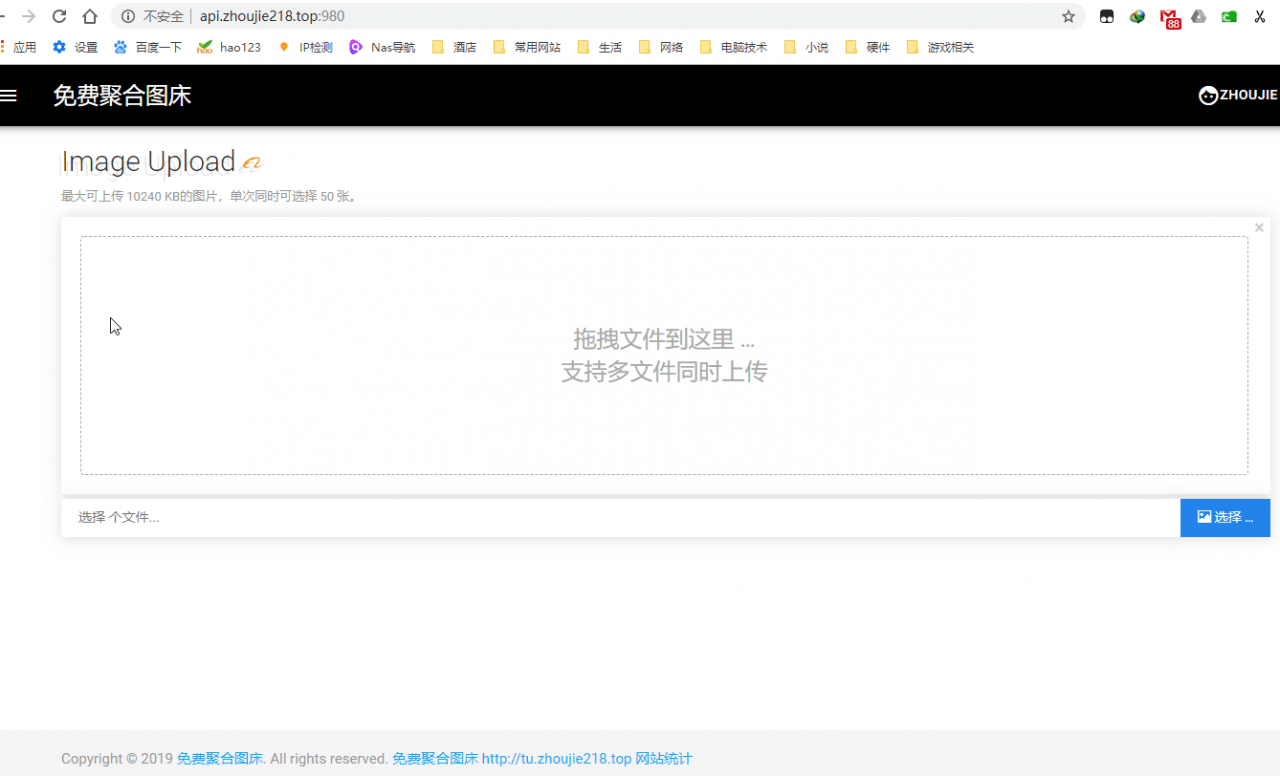 不安全 api.zhoujie218.top:980
88
应用 设置 百度一下 hao123 IP检测 Nas导航 酒店 常用网站 生活 网络 电脑技术 小说 硬件 游戏相关
免费聚合图床 ZHOUJIE
Image Upload
最大可上传 10240 KB的图片，单次同时可选择 50 张。
×
拖拽文件到这里 ...
支持多文件同时上传
选择 个文件... 选择 ...
Copyright © 2019 免费聚合图床. All rights reserved. 免费聚合图床 http://tu.zhoujie218.top 网站统计